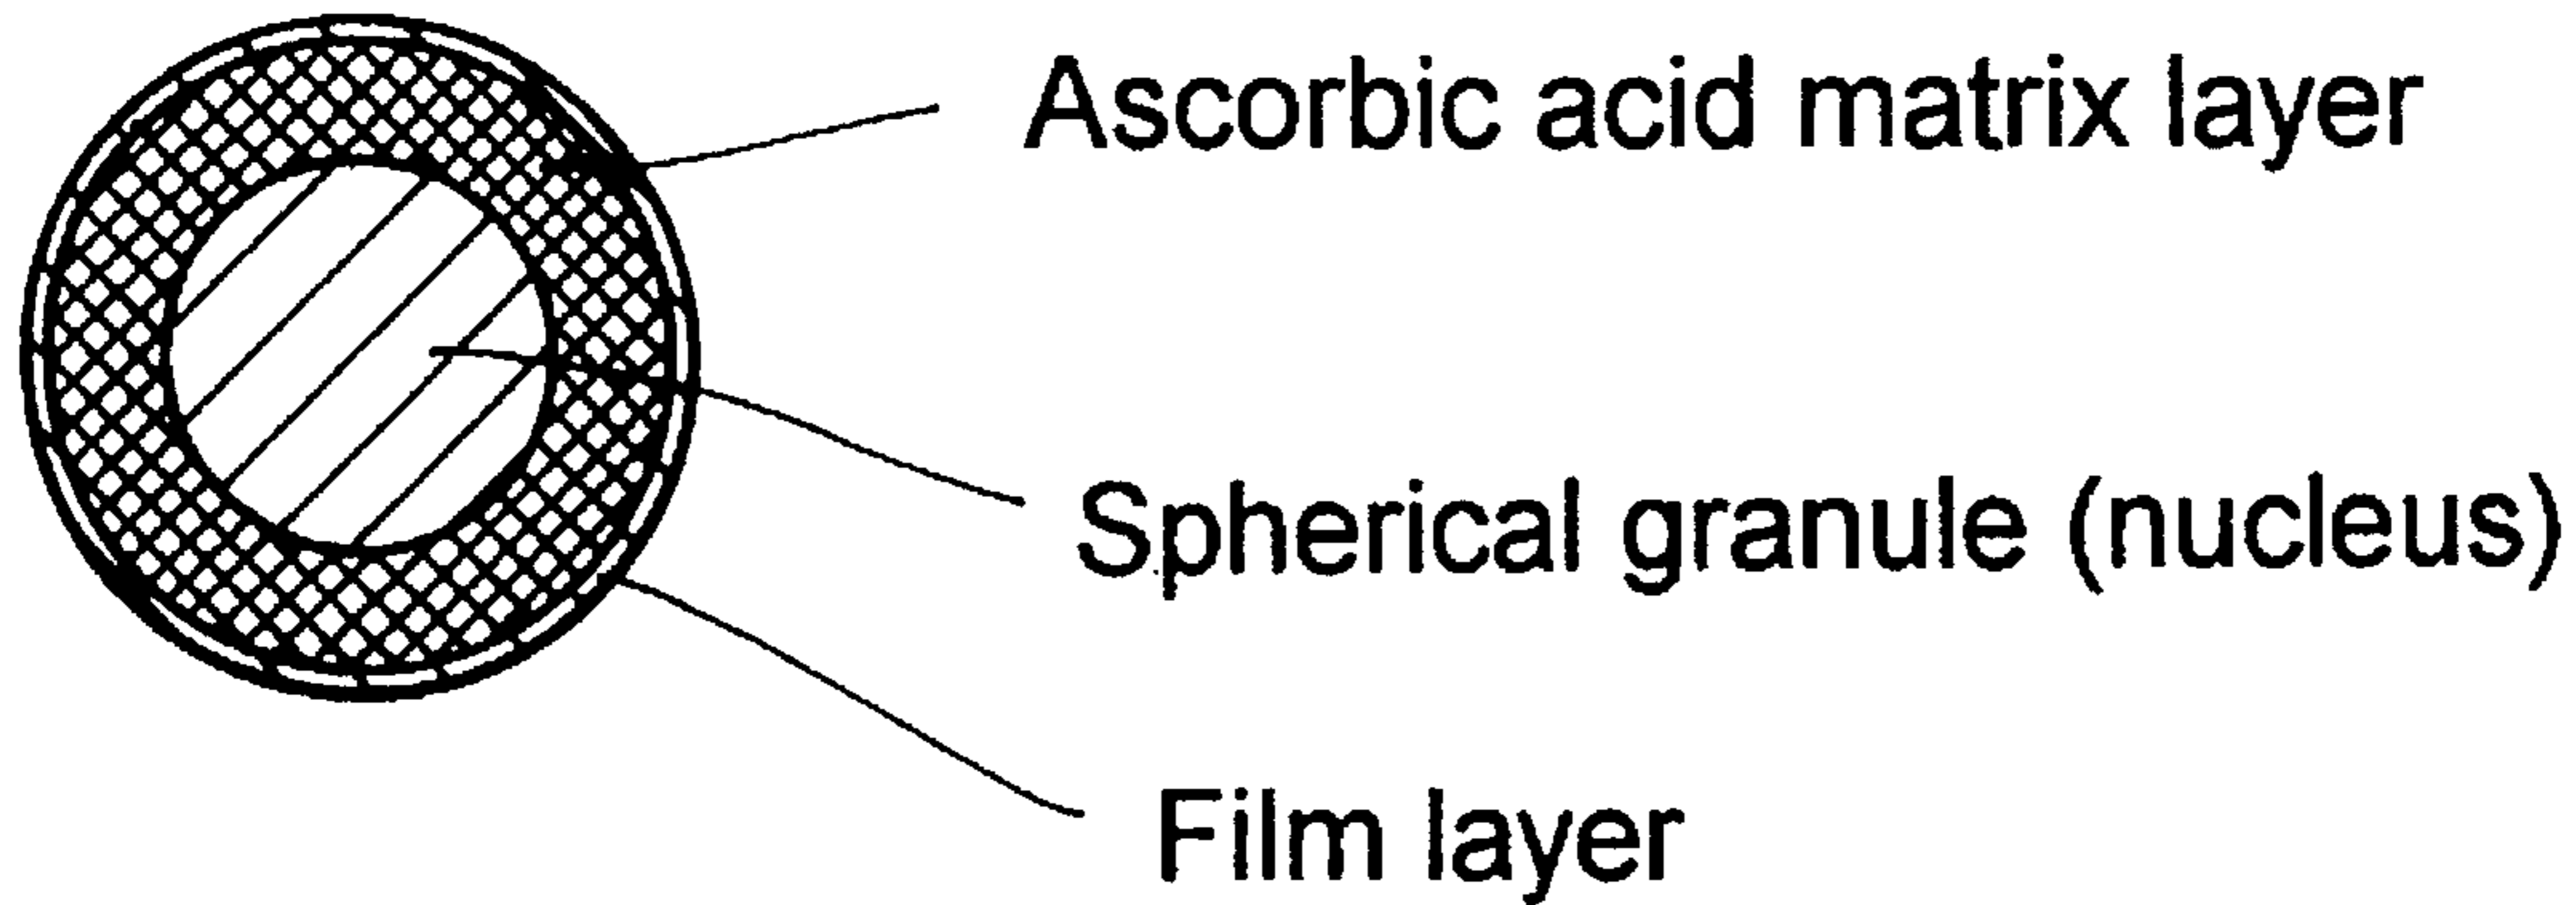 Ascorbic acid matrix layer
Spherical granule (nucleus)
Film layer